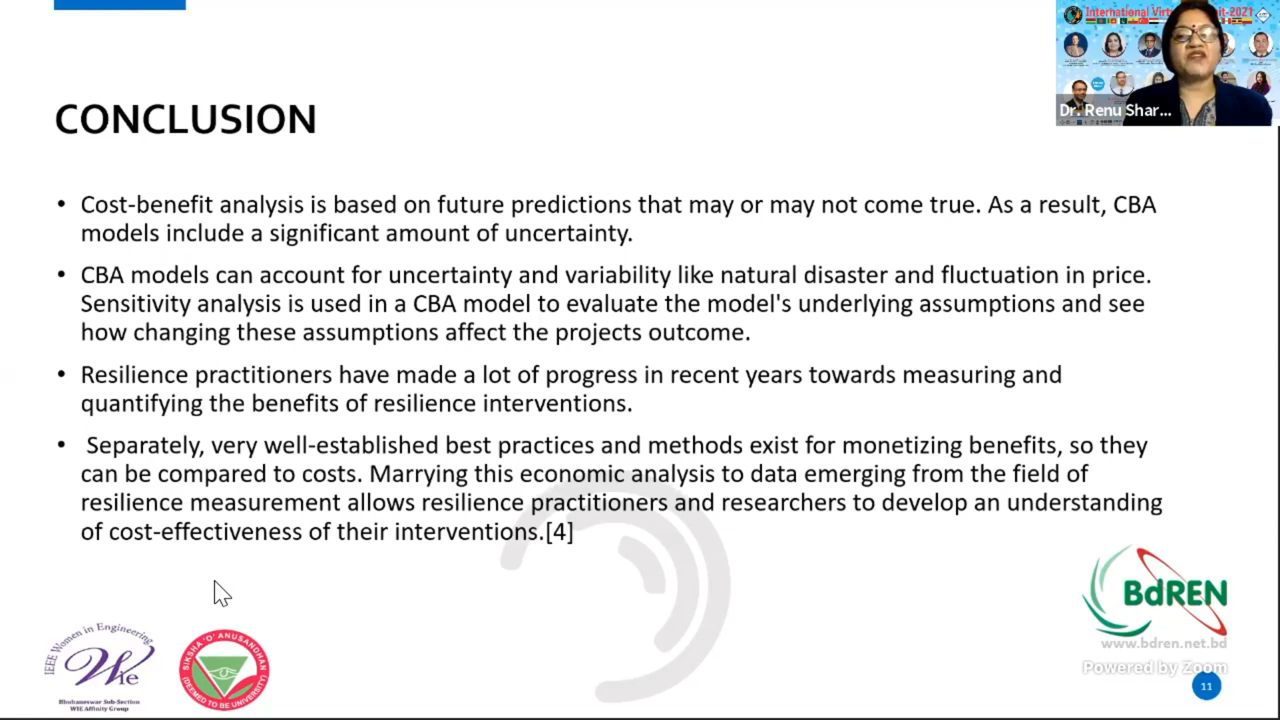 International Virt
it-2021
Dr. Renu Shar...
CONCLUSION
• Cost-benefit analysis is based on future predictions that may or may not come true. As a result, CBA
models include a significant amount of uncertainty.
• CBA models can account for uncertainty and variability like natural disaster and fluctuation in price.
Sensitivity analysis is used in a CBA model to evaluate the model's underlying assumptions and see
how changing these assumptions affect the projects outcome.
• Resilience practitioners have made a lot of progress in recent years towards measuring and
quantifying the benefits of resilience interventions.
• Separately, very well-established best practices and methods exist for monetizing benefits, so they
can be compared to costs. Marrying this economic analysis to data emerging from the field of
resilience measurement allows resilience practitioners and researchers to develop an understanding
of cost-effectiveness of their interventions.[4]
IEEE Women in Engineering
Wie
Bhubaneswar Sub-Section
WIE Affinity Group
SIKSHA 'O' ANUSANDHAN
(DEEMED TO BE UNIVERSITY)
BdREN
www.bdren.net.bd
Powered by Zoom
11